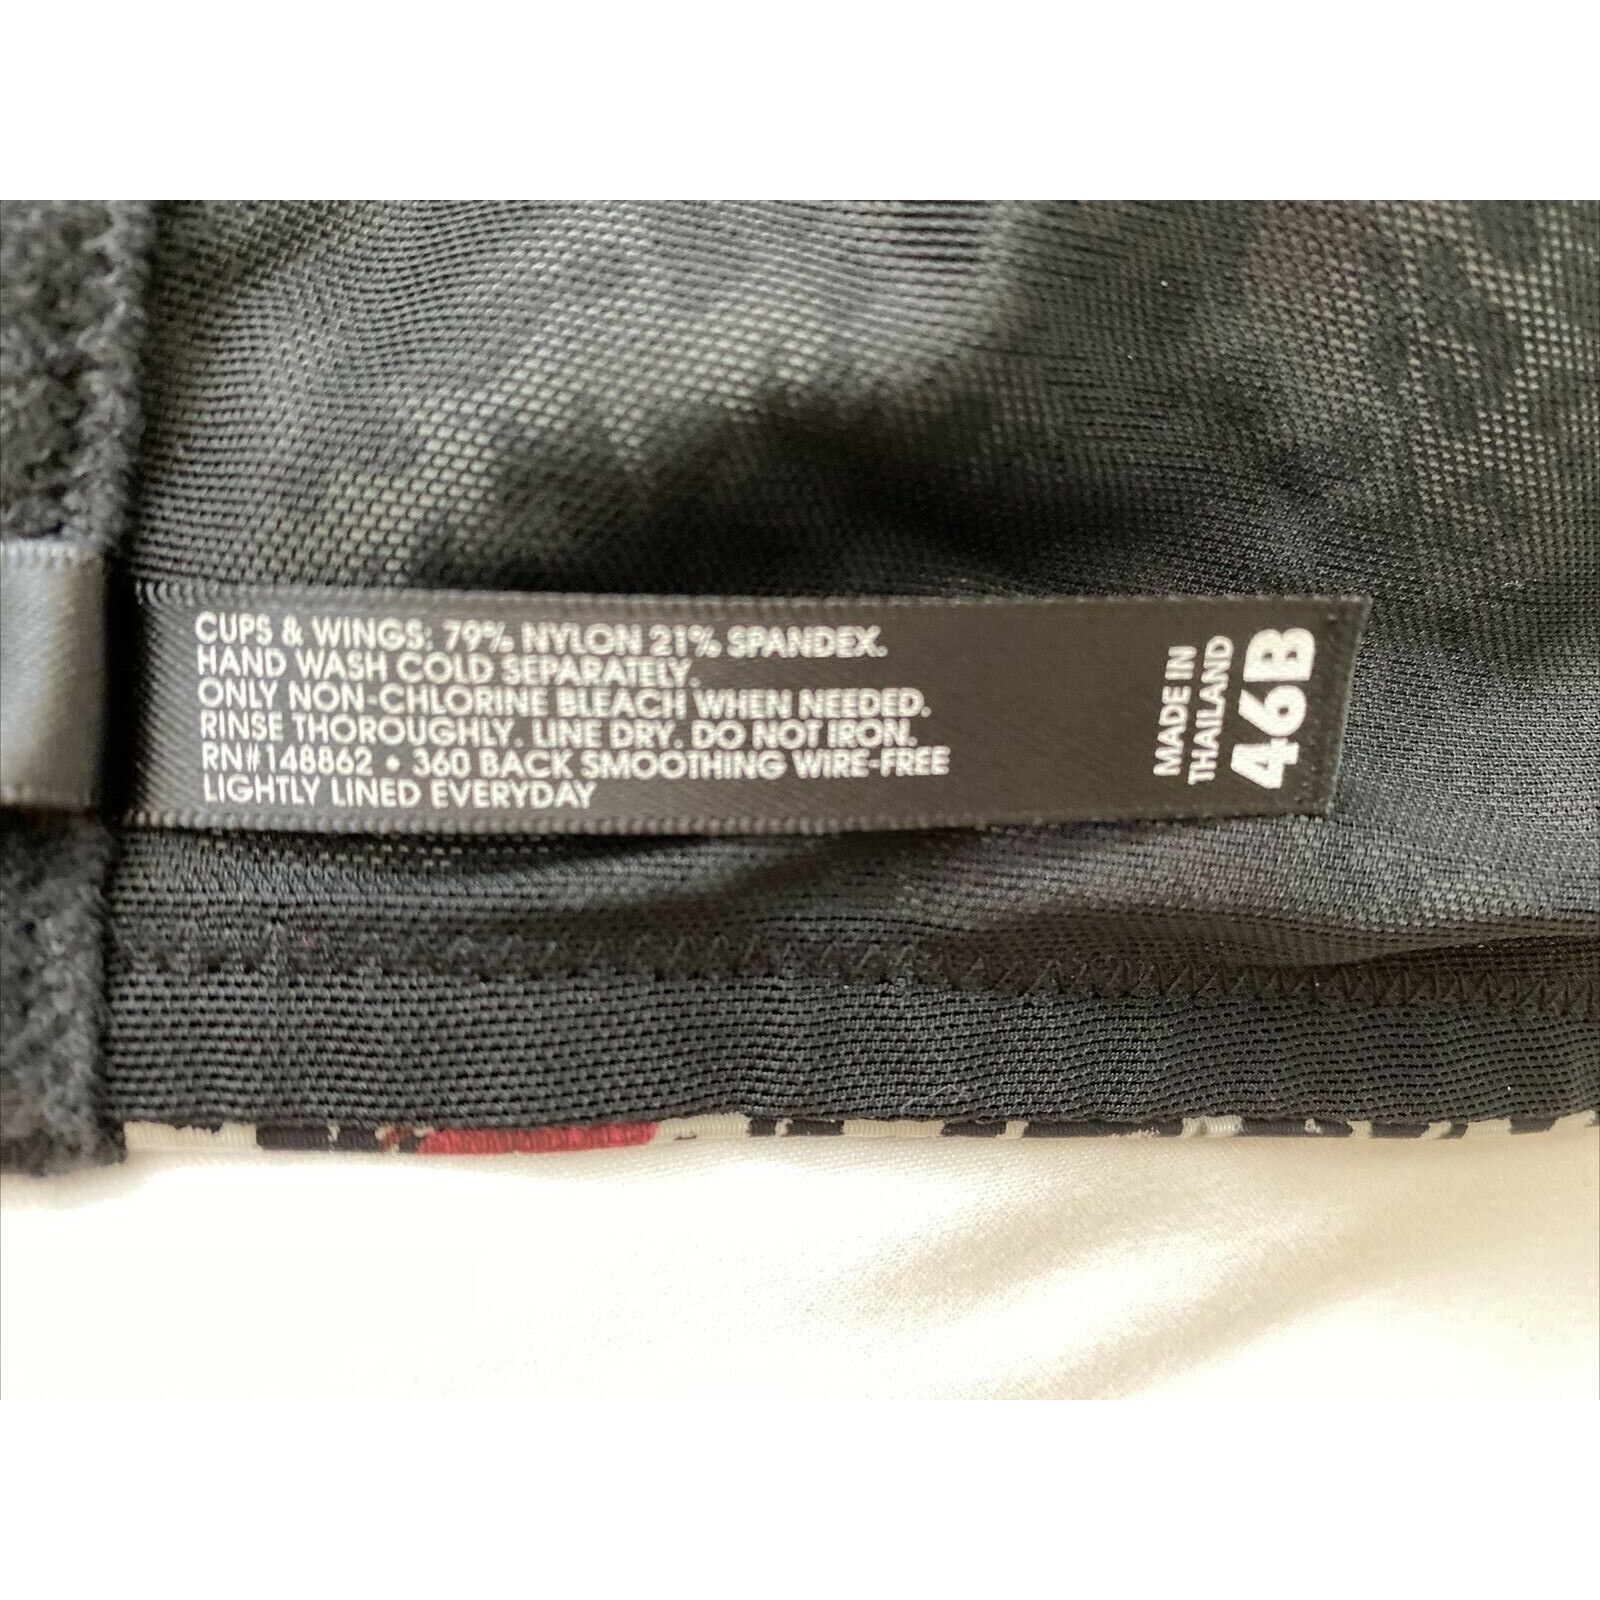 CUPS & WINGS: 79% NYLON 21% SPANDEX.
HAND WASH COLD SEPARATELY.
ONLY NON-CHLORINE BLEACH WHEN NEEDED.
RINSE THOROUGHLY. LINE DRY. DO NOT IRON.
RN#148862 • 360 BACK SMOOTHING WIRE-FREE
LIGHTLY LINED EVERYDAY
MADE IN
THAILAND
46B